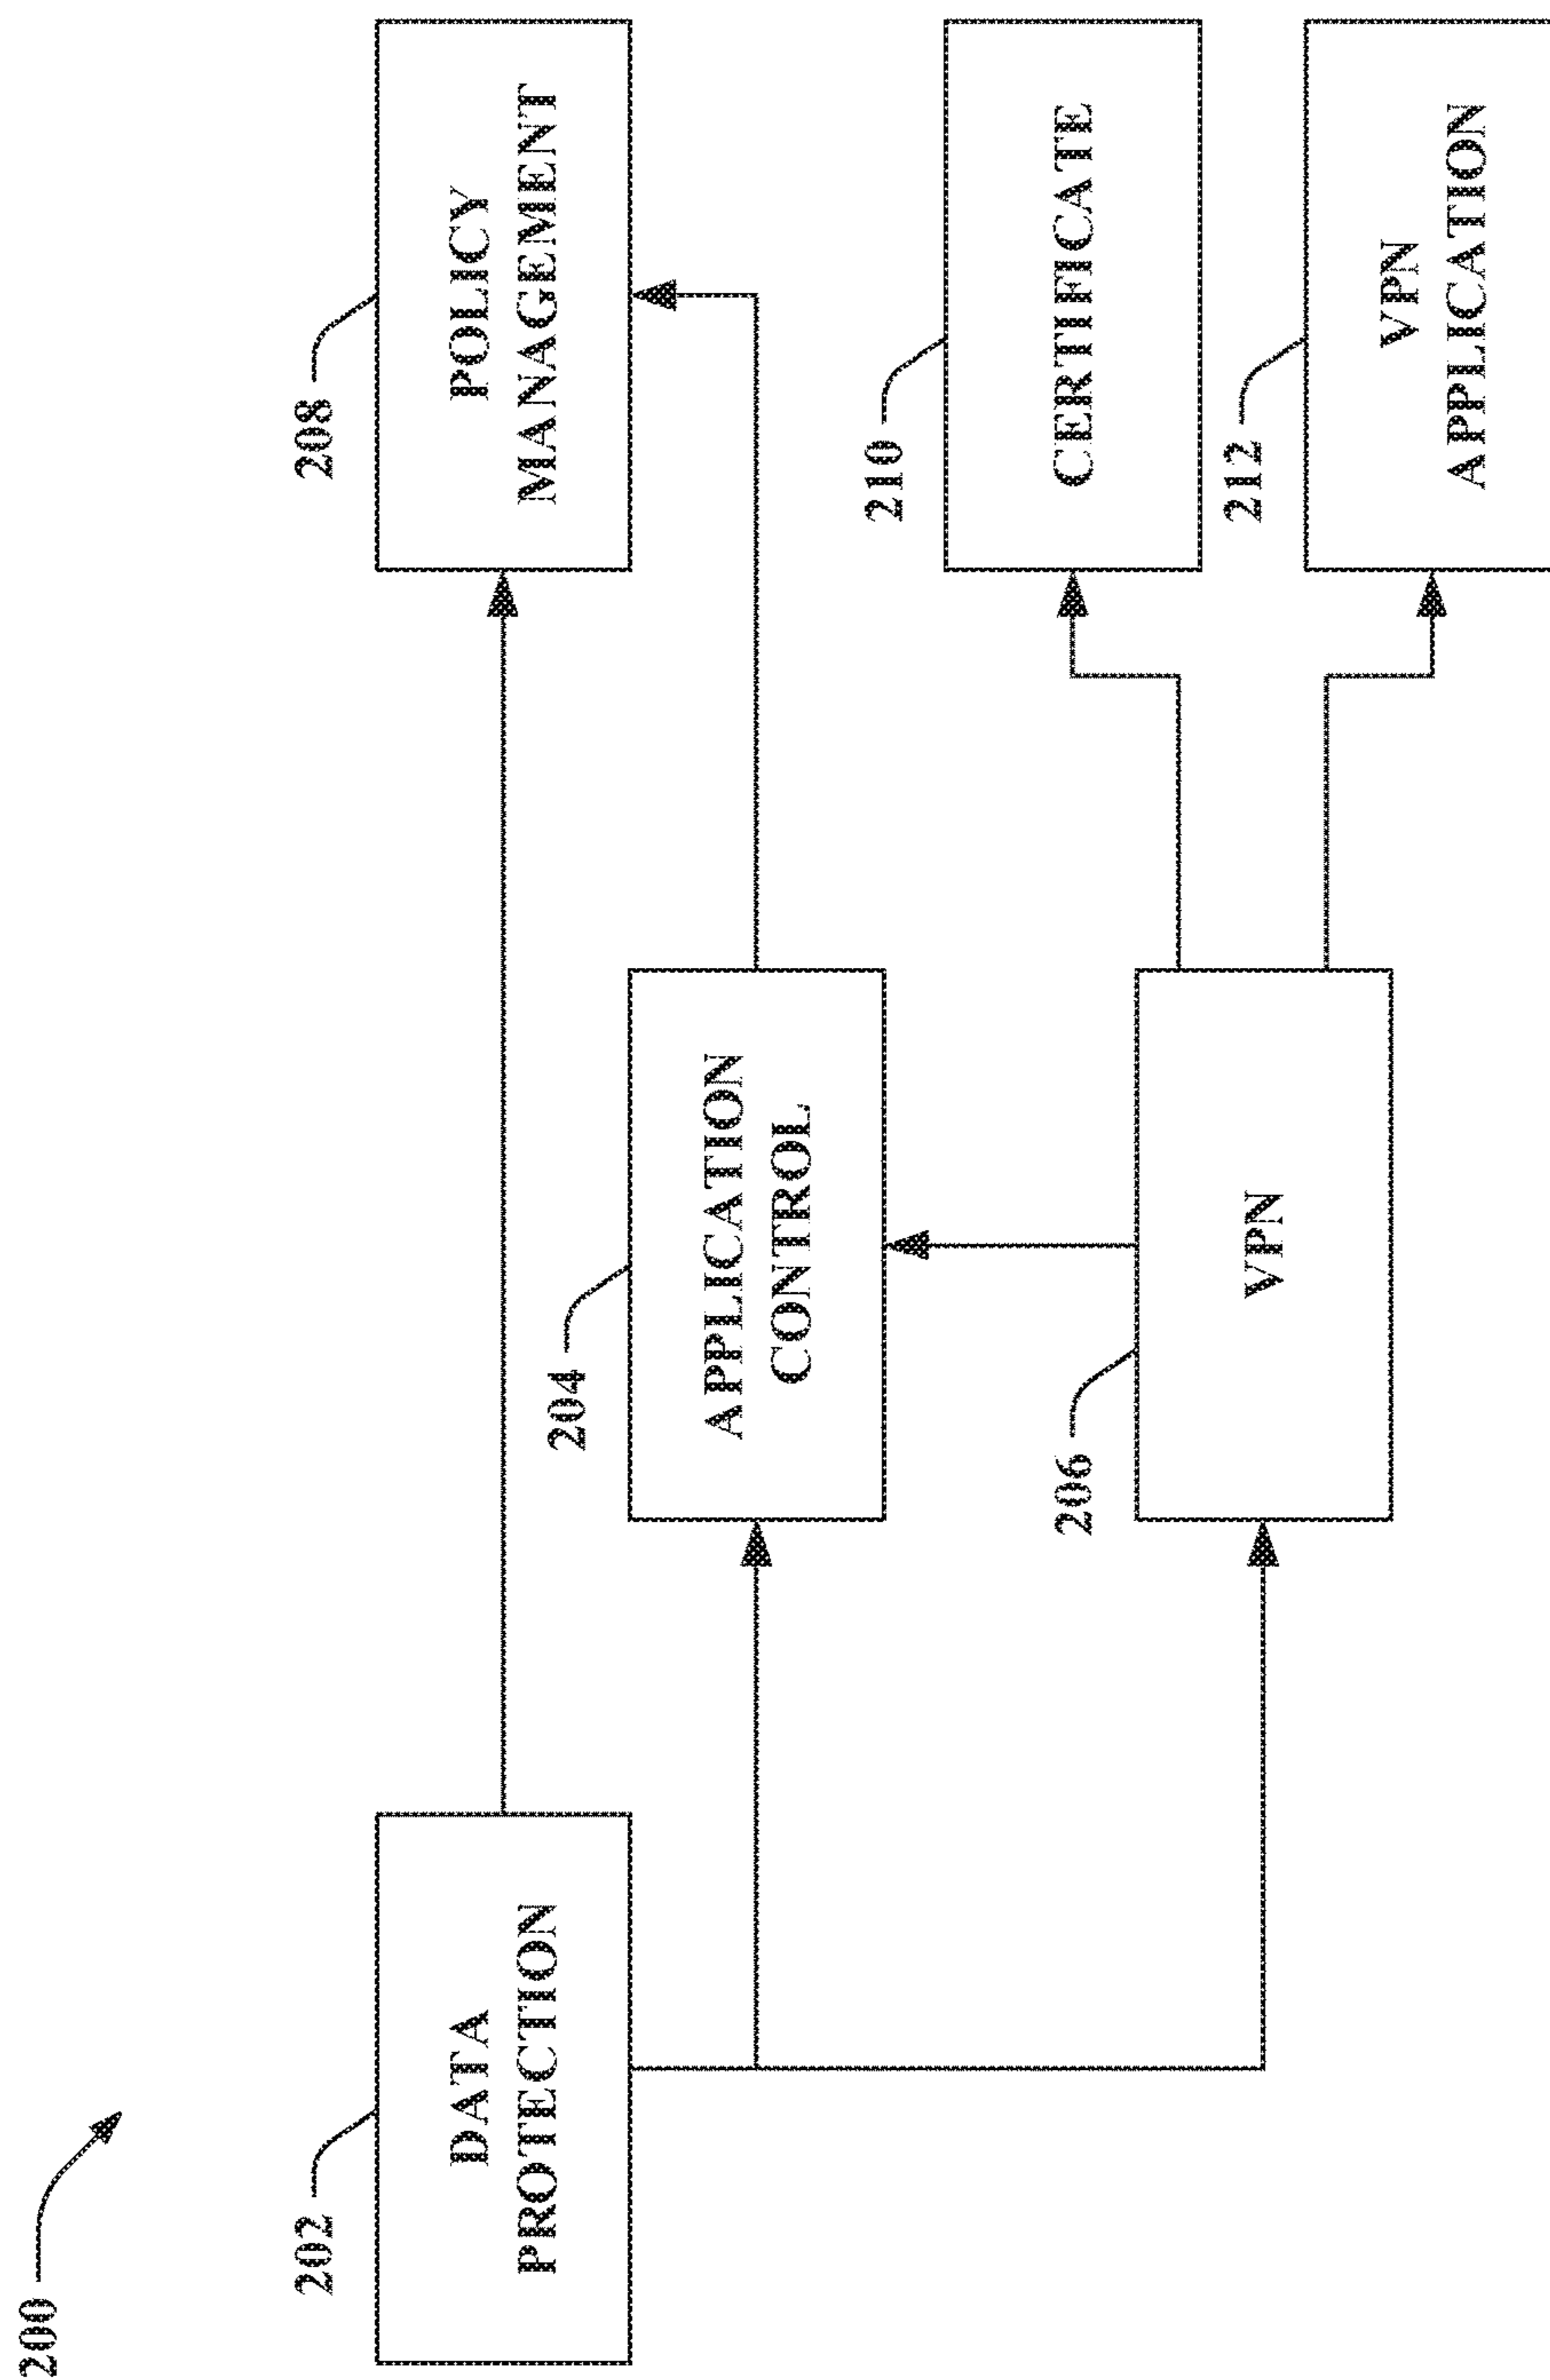 200
202
DATA
PROTECTION
208
POLICY
MANAGEMENT
204
APPLICATION
CONTROL
206
VPN
210
CERTIFICATE
212
VPN
APPLICATION